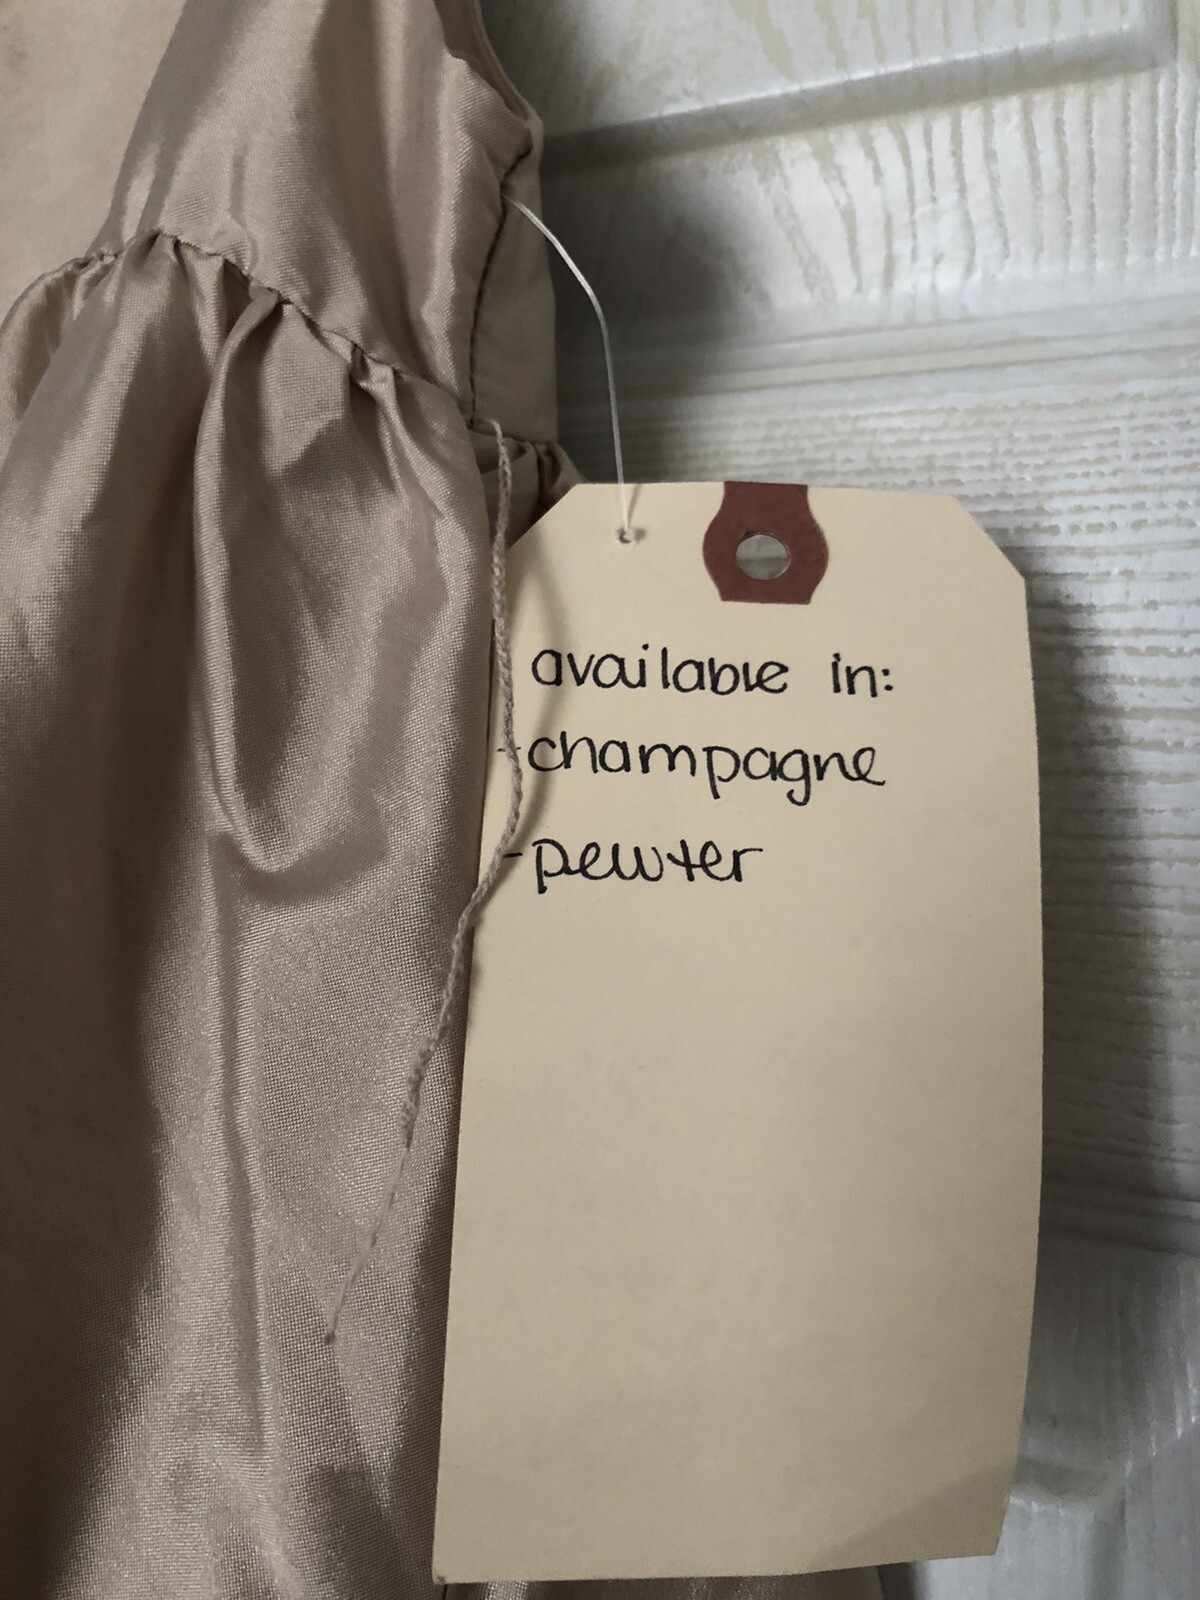 available in:
-champagne
-pewter